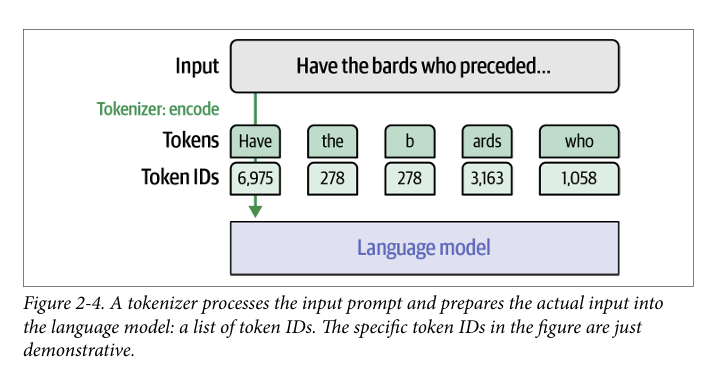 Input
Have the bards who preceded...
Tokenizer: encode
Tokens
Have the b ards who
Token IDs
6,975 278 278 3,163 1,058
Language model
Figure 2-4. A tokenizer processes the input prompt and prepares the actual input into
the language model: a list of token IDs. The specific token IDs in the figure are just
demonstrative.